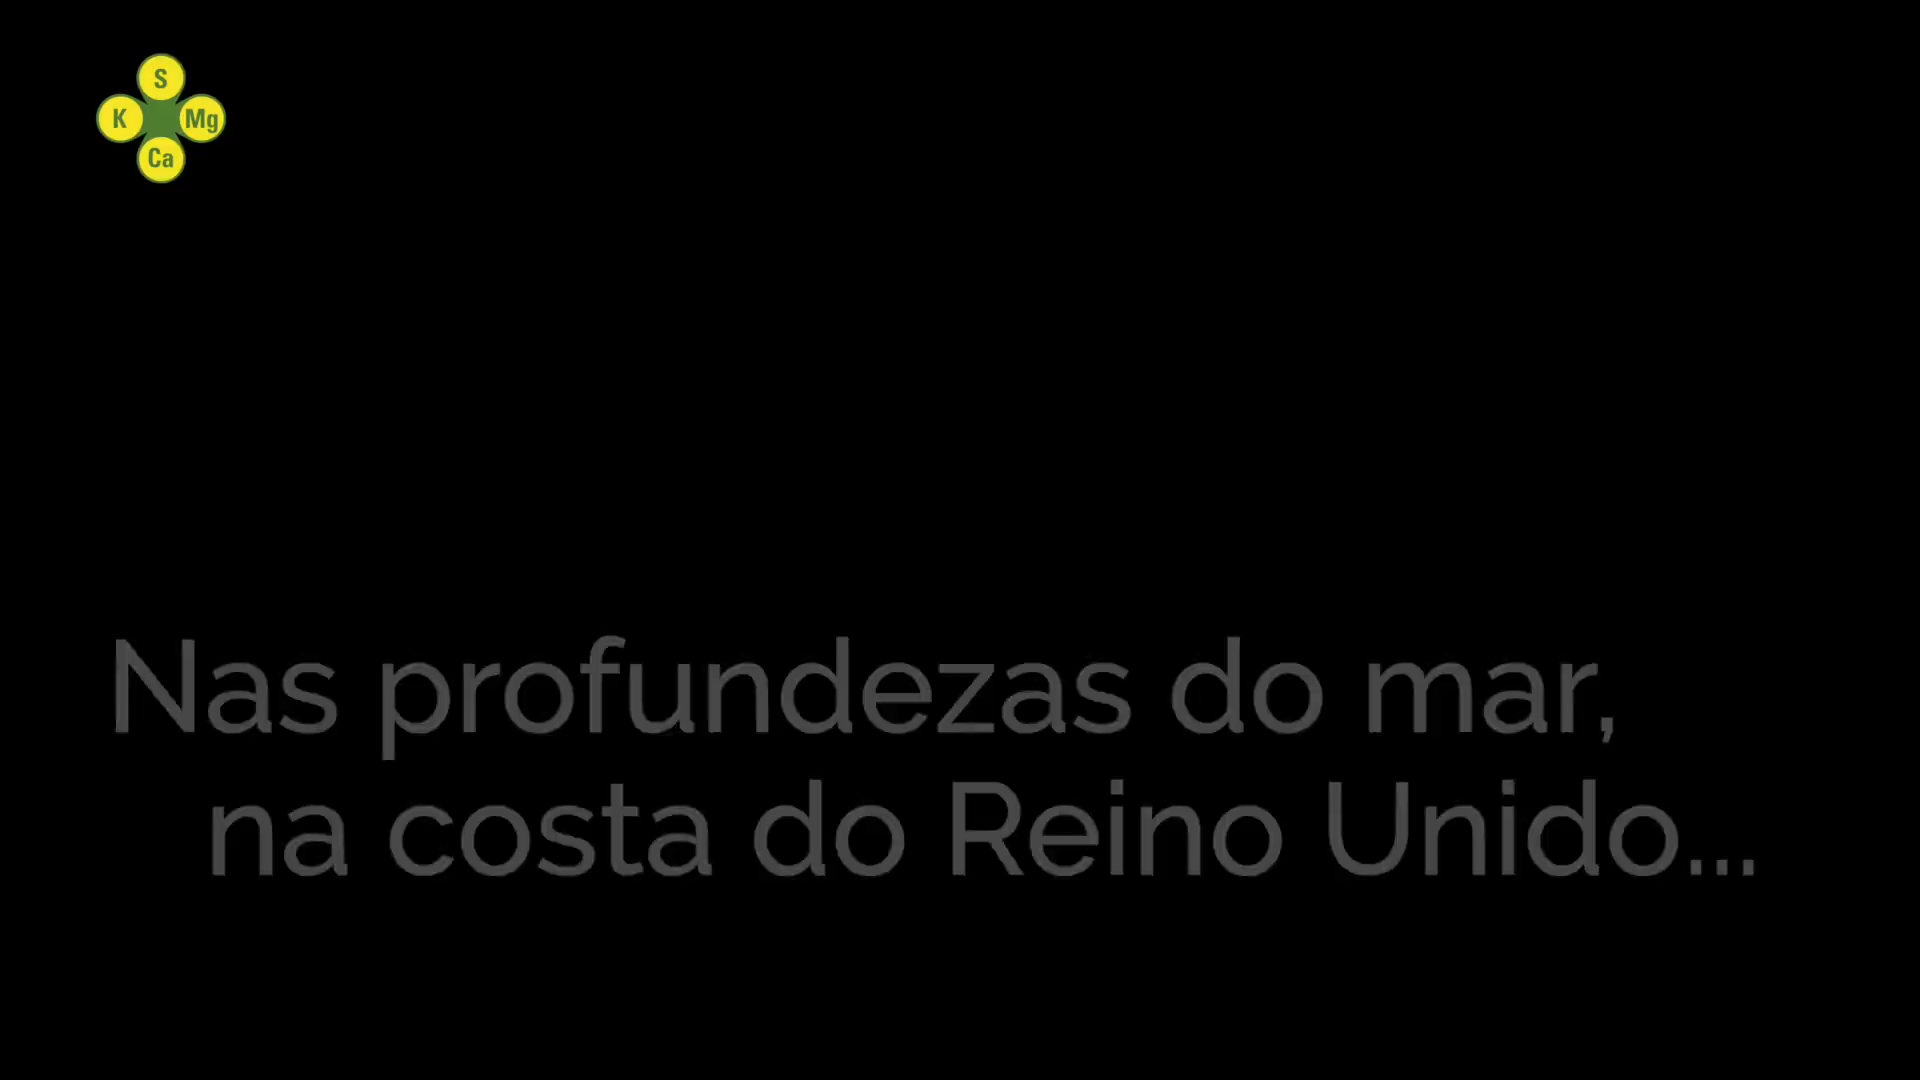 S
K Mg
Ca
Nas profundezas do mar,
na costa do Reino Unido...